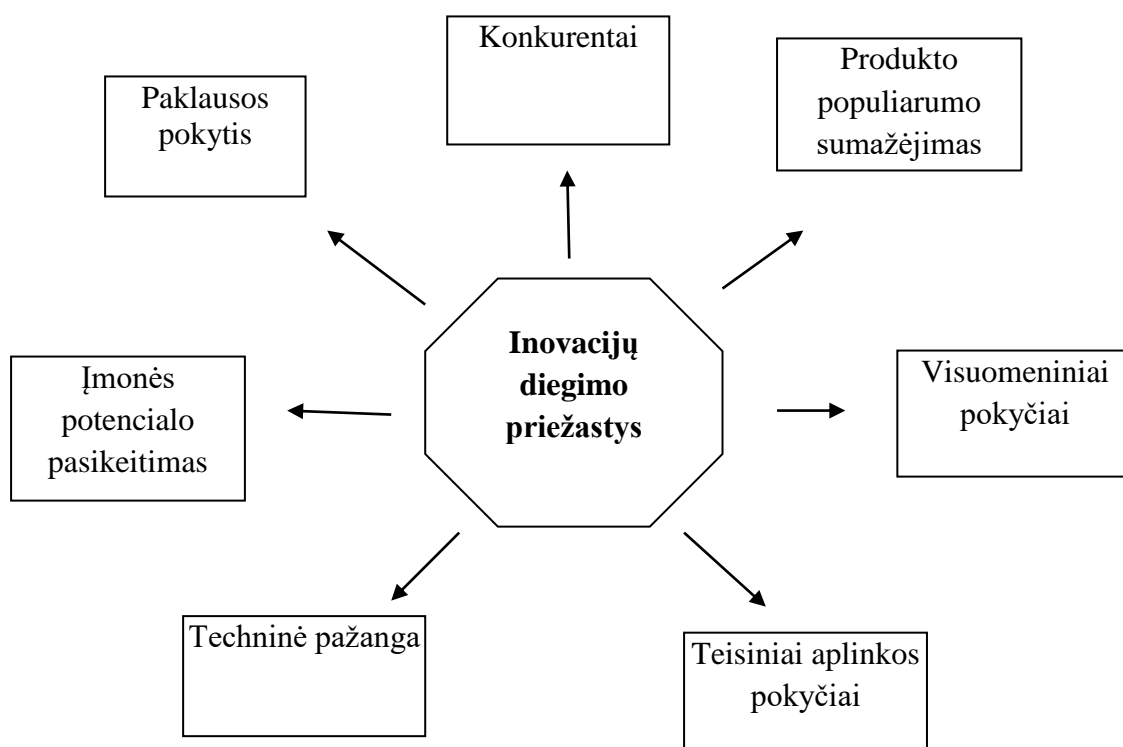 Konkurentai
Produkto
populiarumo
sumažėjimas
Paklausos
pokytis
Inovacijų
diegimo
priežastys
Įmonės
potencialo
pasikeitimas
Visuomeniniai
pokyčiai
Techninė pažanga
Teisiniai aplinkos
pokyčiai